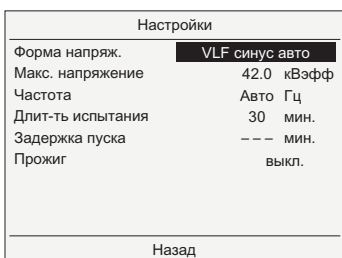 Настройки
Форма напряж. VLF синус авто
Макс. напряжение 42.0 кВэфф
Частота Авто Гц
Длит-ть испытания 30 мин.
Задержка пуска – – – мин.
Прожиг выкл.
Назад